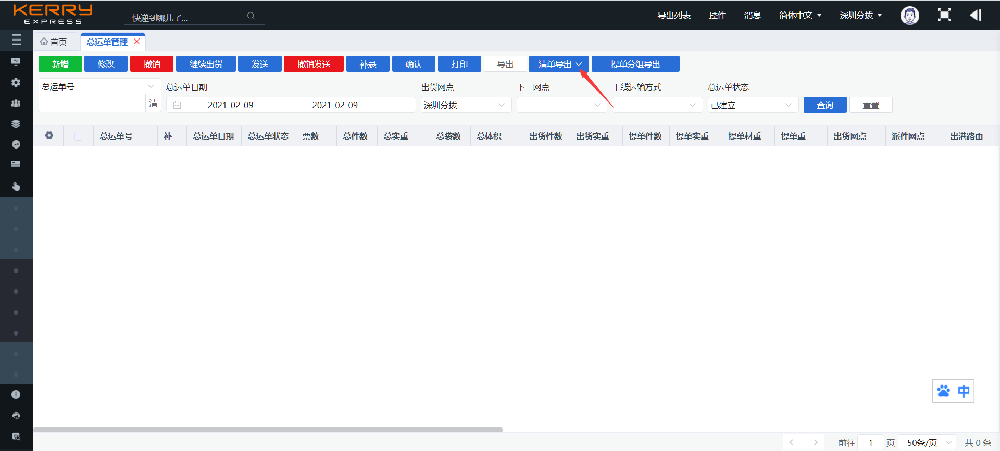 KERRY
EXPRESS
快递到哪儿了...
导出列表 控件 消息 简体中文 深圳分拨
首页 总运单管理
新增 修改 撤销 继续出货 发送 撤销发送 补录 确认 打印 导出 清单导出 提单分组导出
总运单号 总运单日期 出货网点 下一网点 干线运输方式 总运单状态
清 2021-02-09 - 2021-02-09 深圳分拨 已建立 查询 重置
总运单号 补 总运单日期 总运单状态 票数 总件数 总实重 总袋数 总体积 出货件数 出货实重 提单件数 提单实重 提单材重 提单重 出货网点 派件网点 出港路由
中
前往 1 页 50条/页 共 0 条